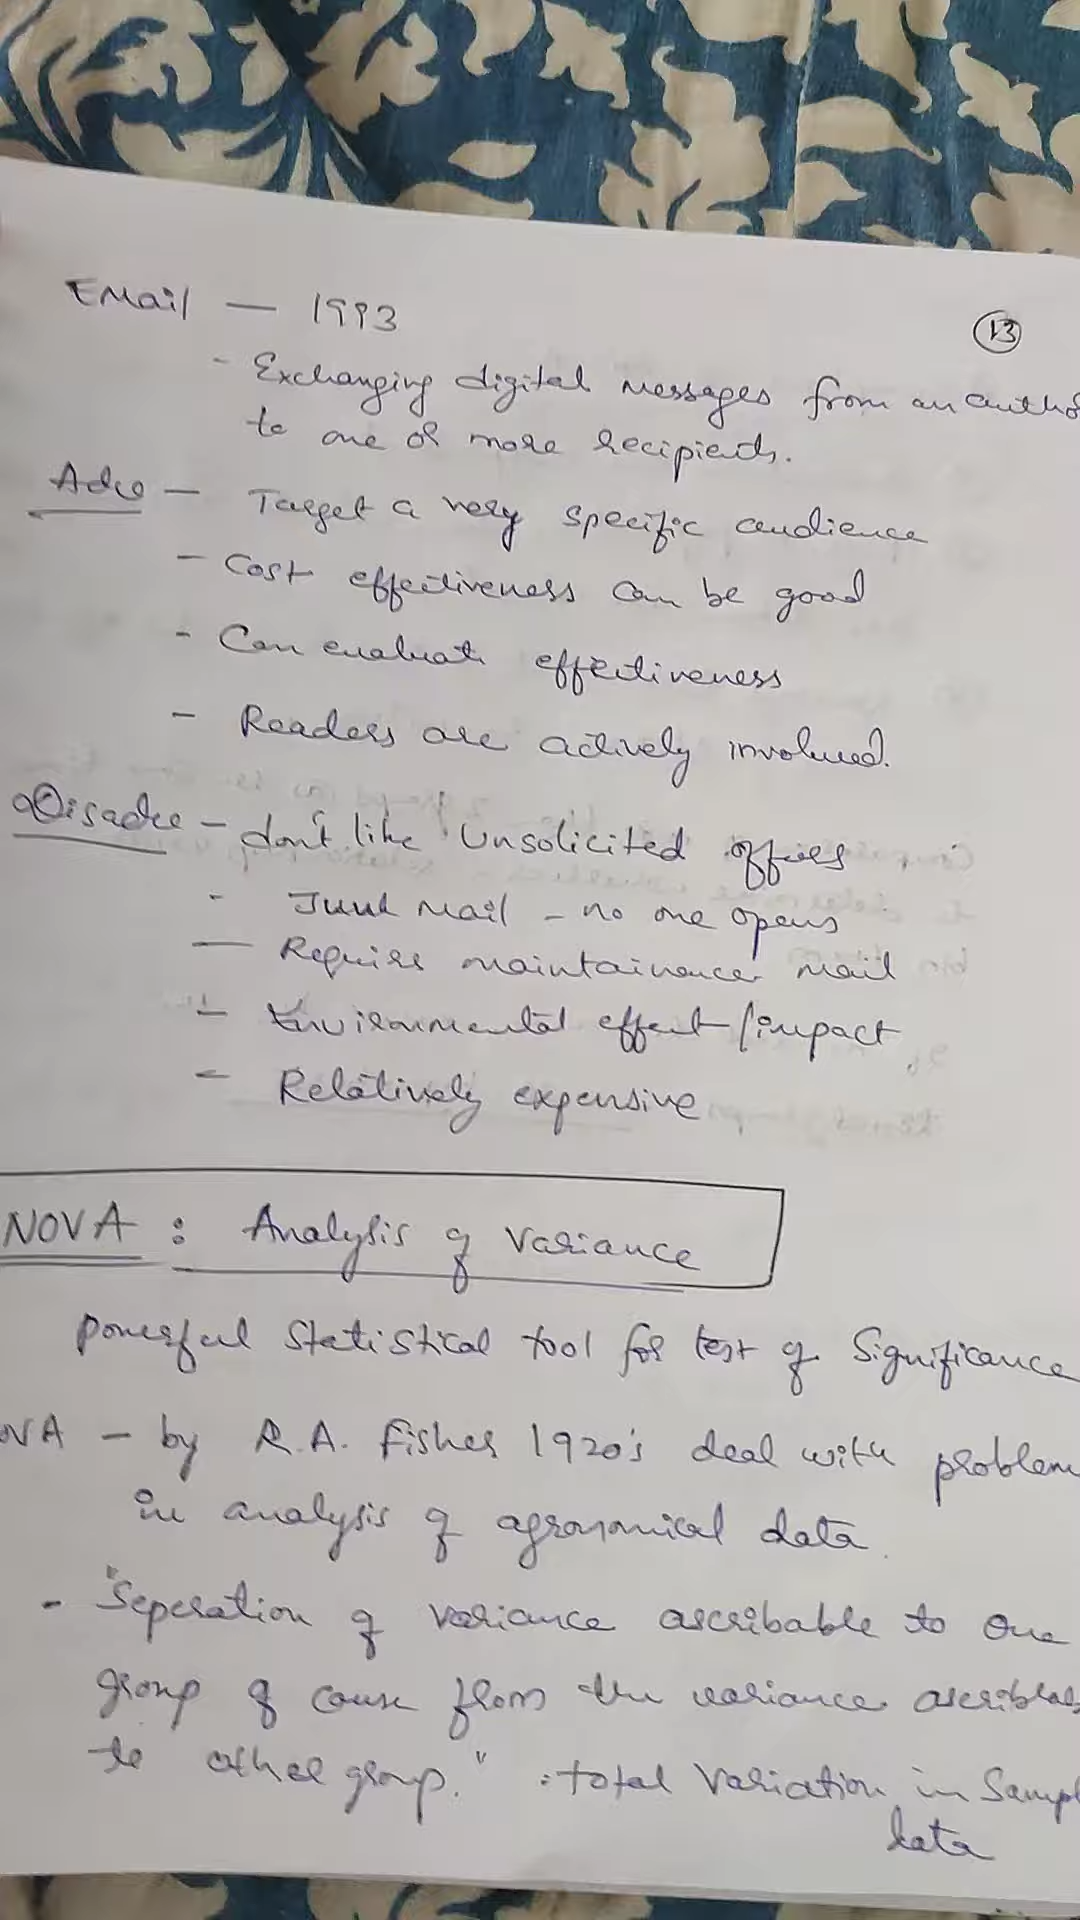 EMail — 1993
13
- Exchanging digital messages from an autho
to one or more recipients.
Adv — Target a very specific audience
- Cost effectiveness can be good
- Can evaluate effectiveness
- Readers are actively involved.
Disadv - don't like Unsolicited offers
- Junk Mail - no one opens
— Requires maintainence mail
- Environmental effect/impact
- Relatively expensive
NOVA : Analysis of Variance
powerful Statistical tool for test of Significance
OVA - by R.A. Fisher 1920's deal with problem
in analysis of agronomical data.
- "Seperation of variance ascribable to one
group of cause from the variance ascribab
to other group." : total variation in Sampl
data